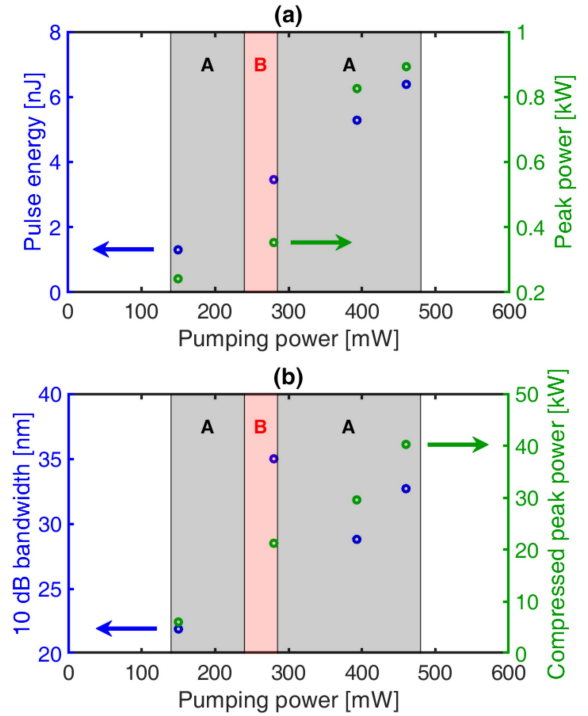 (a)
8
6
4
2
0
Pulse energy [nJ]
A
B
A
1
0.8
0.6
0.4
0.2
Peak power [kW]
0
100
200
300
400
500
600
Pumping power [mW]
(b)
40
35
30
25
20
10 dB bandwidth [nm]
A
B
A
50
40
30
20
10
0
Compressed peak power [kW]
0
100
200
300
400
500
600
Pumping power [mW]